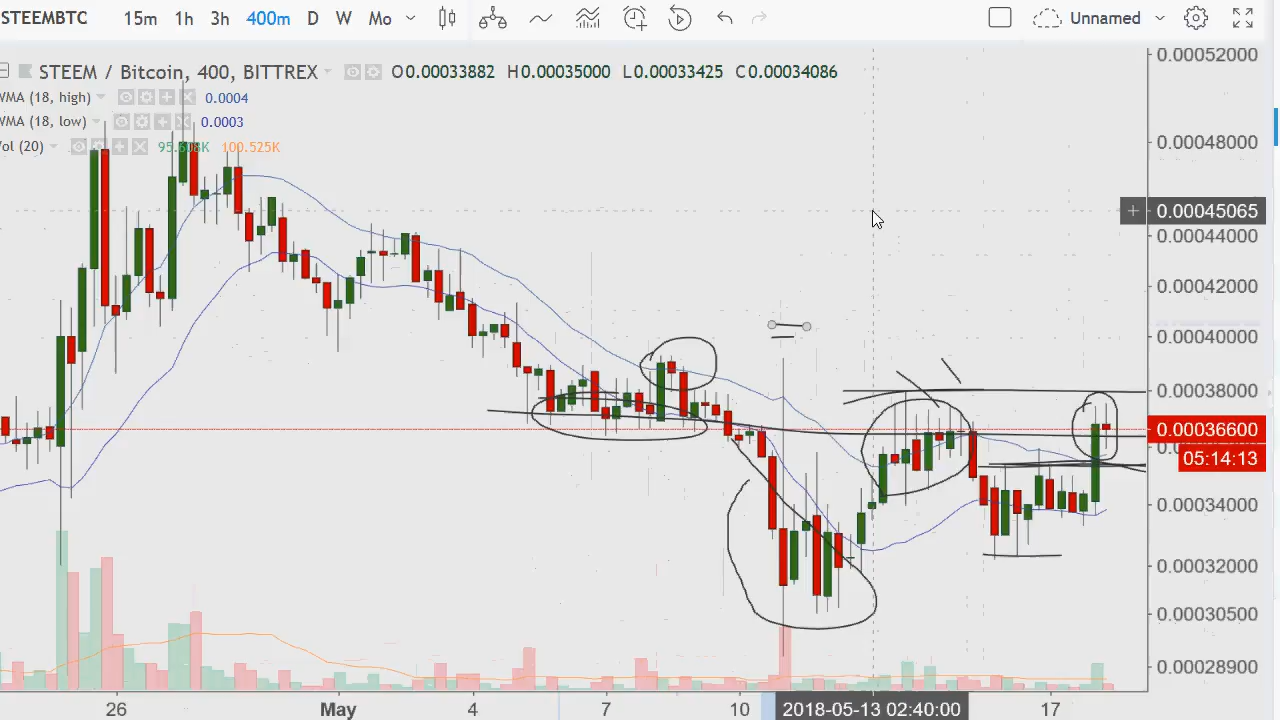 STEEMBTC 15m 1h 3h 400m D W Mo Unnamed
STEEM / Bitcoin, 400, BITTREX O0.00033882 H0.00035000 L0.00033425 C0.00034086
WMA (18, high) 0.0004
WMA (18, low) 0.0003
Vol (20) 100.525K
0.00052000
0.00048000
0.00045065
0.00044000
0.00042000
0.00040000
0.00038000
0.00036600
05:14:13
0.00034000
0.00032000
0.00030500
0.00028900
26 May 4 7 10 2018-05-13 02:40:00 17